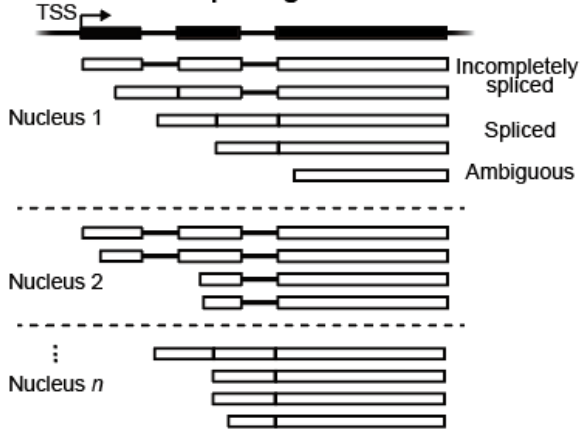 TSS
Incompletely
spliced
Nucleus 1
Spliced
Ambiguous
Nucleus 2
⋮
Nucleus n